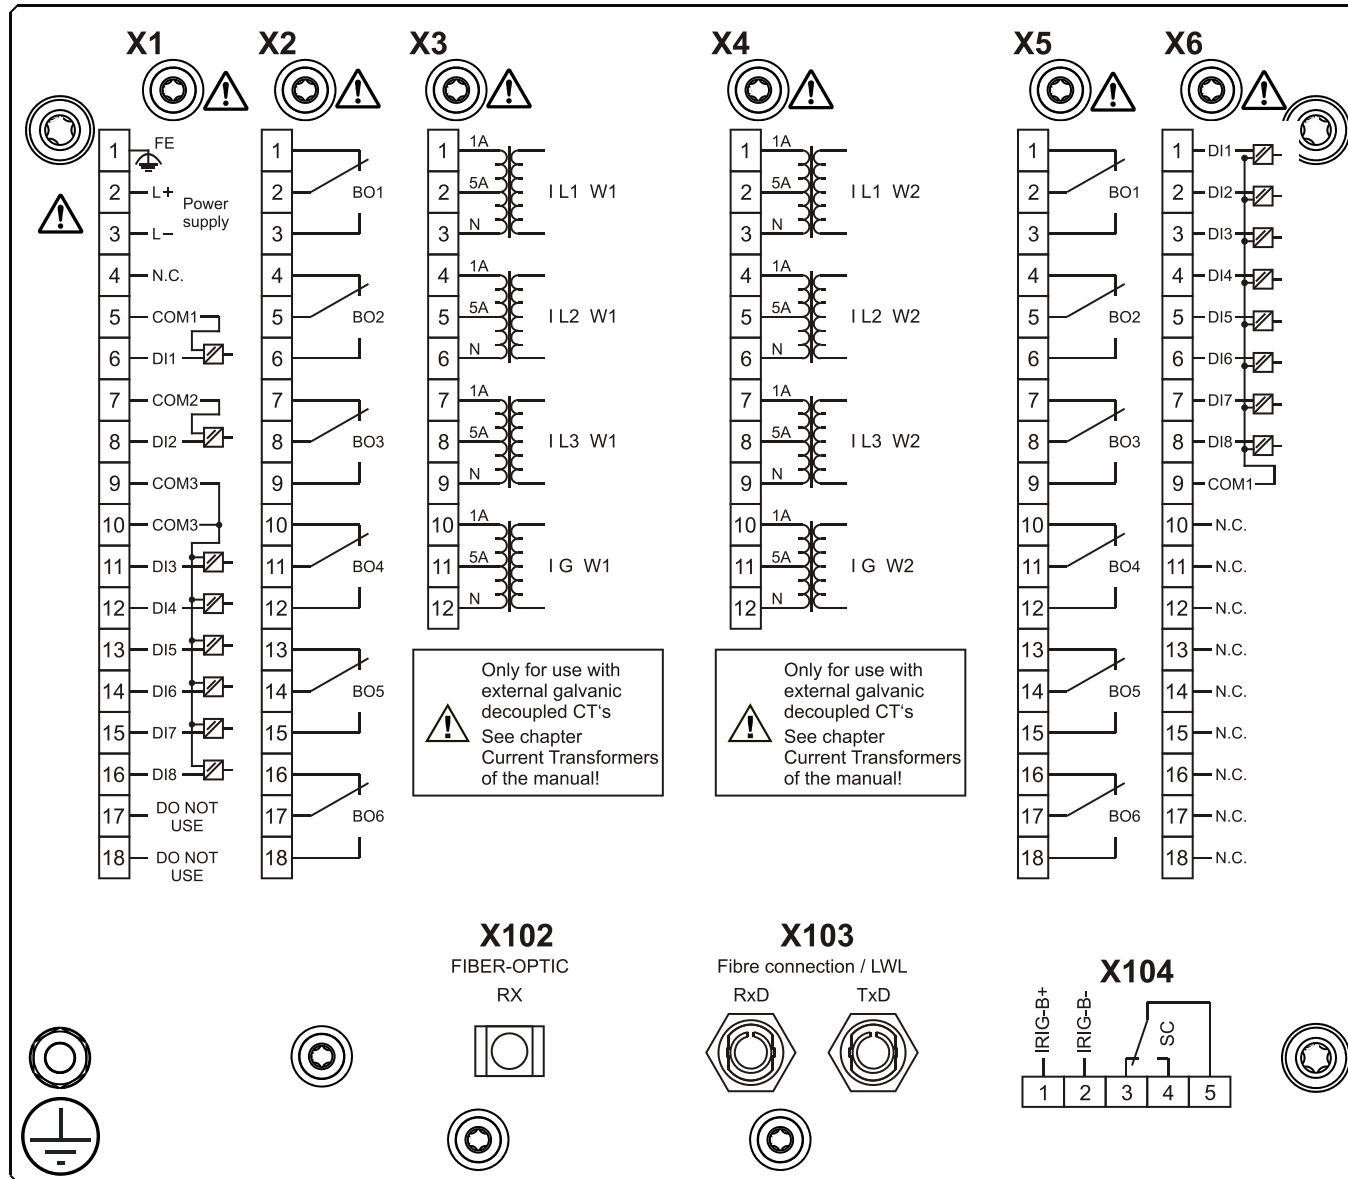 X1
1 FE
2 L+ Power
supply
3 L−
4 N.C.
5 COM1
6 DI1
7 COM2
8 DI2
9 COM3
10 COM3
11 DI3
12 DI4
13 DI5
14 DI6
15 DI7
16 DI8
17 DO NOT
USE
18 DO NOT
USE
X2
1
2 BO1
3
4
5 BO2
6
7
8 BO3
9
10
11 BO4
12
13
14 BO5
15
16
17 BO6
18
X3
1 1A
2 5A I L1 W1
3 N
4 1A
5 5A I L2 W1
6 N
7 1A
8 5A I L3 W1
9 N
10 1A
11 5A I G W1
12 N
Only for use with
external galvanic
decoupled CT‘s
See chapter
Current Transformers
of the manual!
X4
1 1A
2 5A I L1 W2
3 N
4 1A
5 5A I L2 W2
6 N
7 1A
8 5A I L3 W2
9 N
10 1A
11 5A I G W2
12 N
Only for use with
external galvanic
decoupled CT‘s
See chapter
Current Transformers
of the manual!
X5
1
2 BO1
3
4
5 BO2
6
7
8 BO3
9
10
11 BO4
12
13
14 BO5
15
16
17 BO6
18
X6
1 DI1
2 DI2
3 DI3
4 DI4
5 DI5
6 DI6
7 DI7
8 DI8
9 COM1
10 N.C.
11 N.C.
12 N.C.
13 N.C.
14 N.C.
15 N.C.
16 N.C.
17 N.C.
18 N.C.
X102
FIBER-OPTIC
RX
X103
Fibre connection / LWL
RxD TxD
X104
IRIG-B+
IRIG-B-
SC
1 2 3 4 5